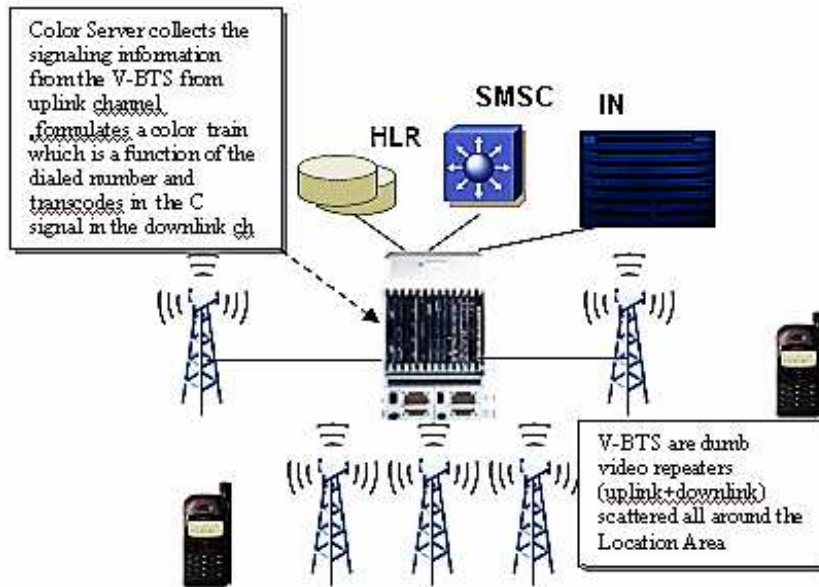 Color Server collects the
signaling information
from the V-BTS from
uplink channel
.formulates a color train
which is a function of the
dialed number and
transcodes in the C
signal in the downlink ch
HLR
SMSC
IN
V-BTS are dumb
video repeaters
(uplink+downlink)
scattered all around the
Location Area